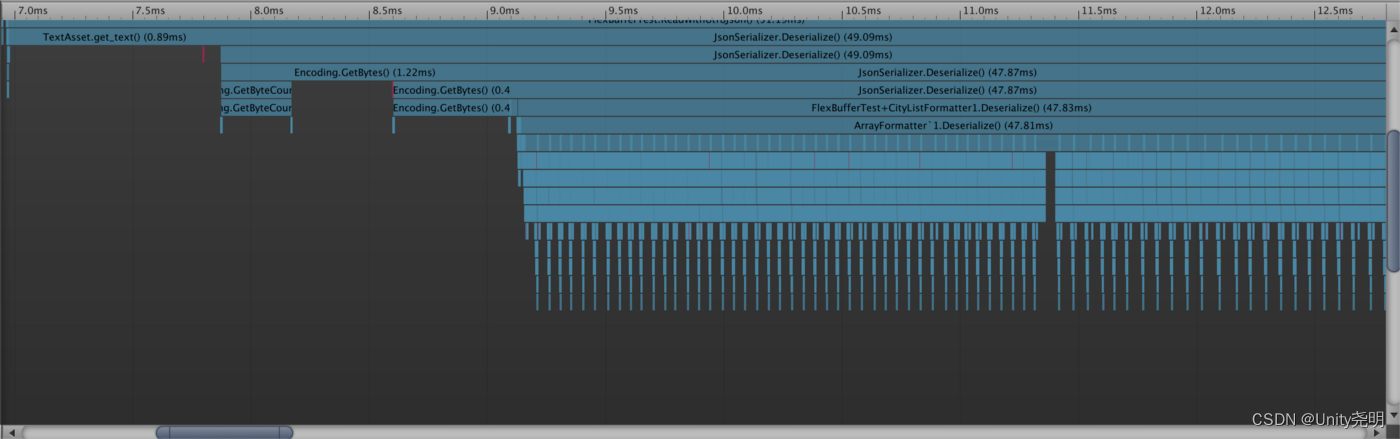 7.0ms 7.5ms 8.0ms 8.5ms 9.0ms 9.5ms 10.0ms 10.5ms 11.0ms 11.5ms 12.0ms 12.5ms
TextAsset.get_text() (0.89ms) JsonSerializer.Deserialize() (49.09ms)
JsonSerializer.Deserialize() (49.09ms)
Encoding.GetBytes() (1.22ms) JsonSerializer.Deserialize() (47.87ms)
ng.GetByteCour Encoding.GetBytes() (0.4 JsonSerializer.Deserialize() (47.87ms)
ng.GetByteCour Encoding.GetBytes() (0.4 FlexBufferTest+CityListFormatter1.Deserialize() (47.83ms)
ArrayFormatter`1.Deserialize() (47.81ms)
CSDN @Unity尧明